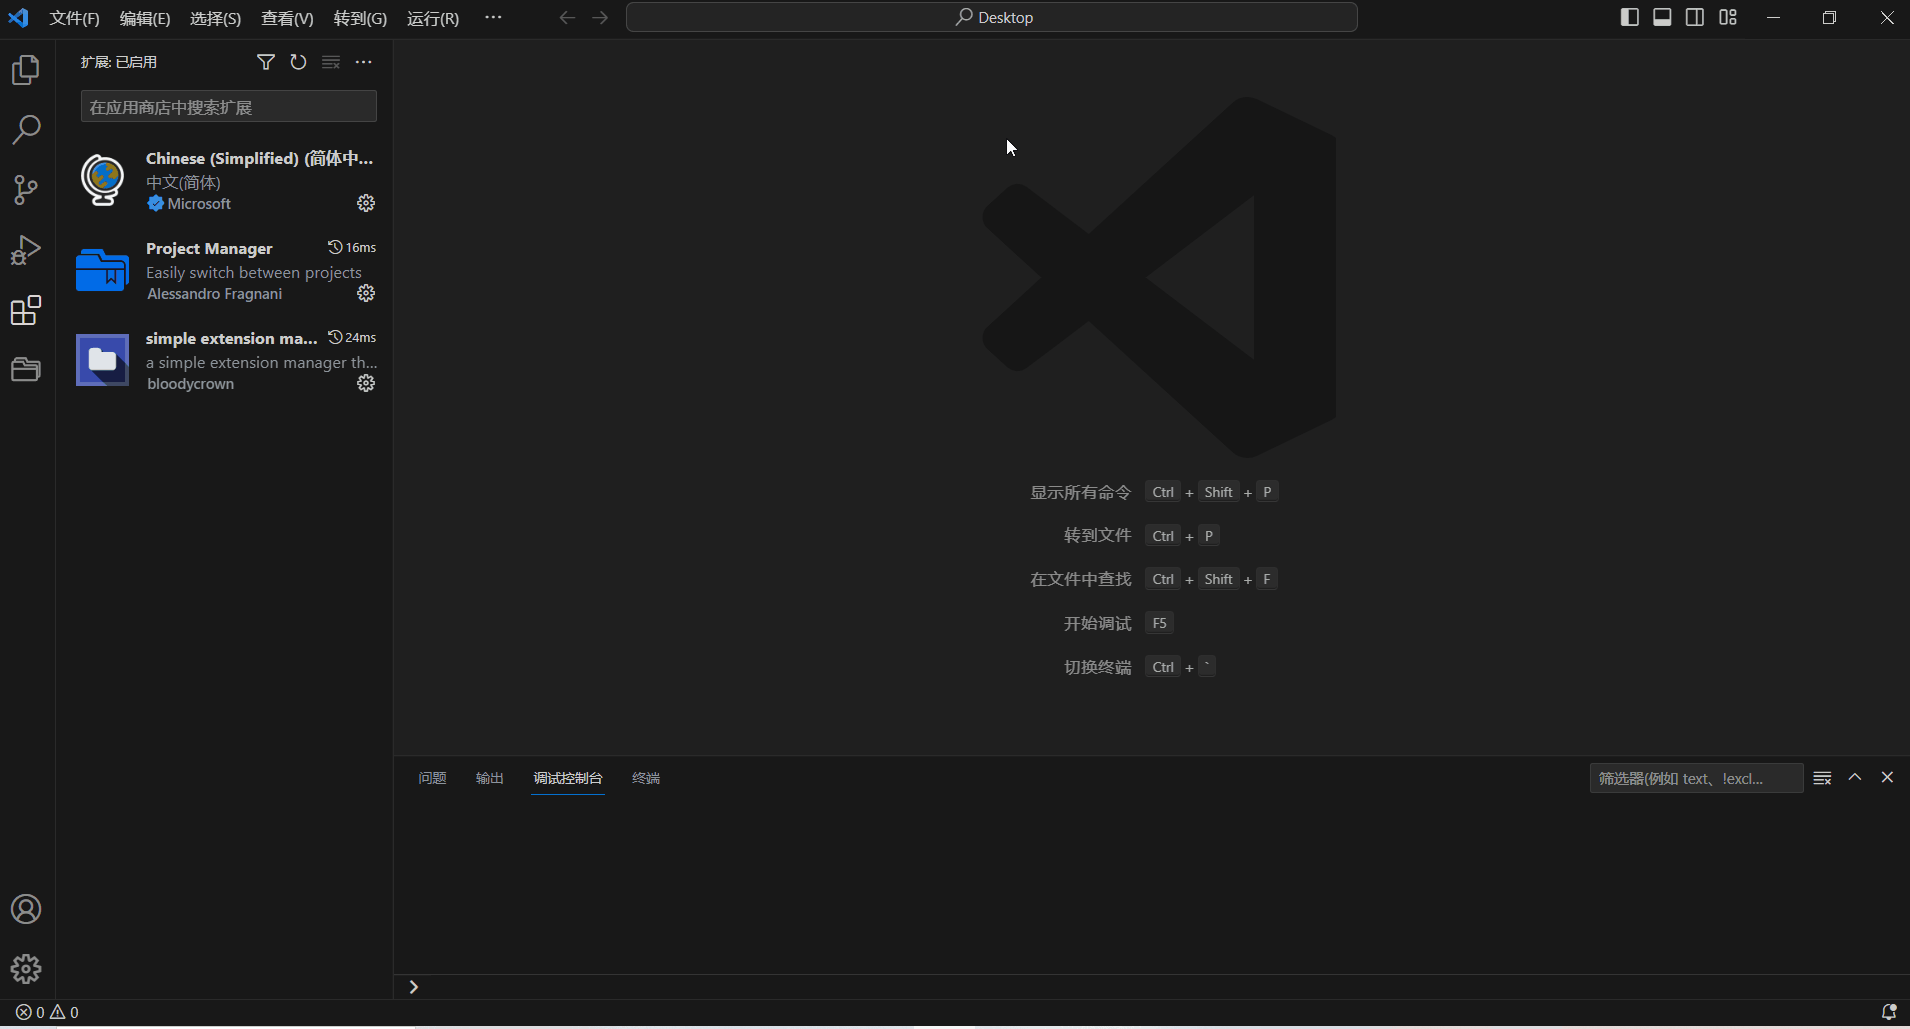 文件(F) 编辑(E) 选择(S) 查看(V) 转到(G) 运行(R) ··· Desktop
扩展: 已启用
在应用商店中搜索扩展
Chinese (Simplified) (简体中...
中文(简体)
Microsoft
Project Manager 16ms
Easily switch between projects
Alessandro Fragnani
simple extension ma... 24ms
a simple extension manager th...
bloodycrown
显示所有命令 Ctrl + Shift + P
转到文件 Ctrl + P
在文件中查找 Ctrl + Shift + F
开始调试 F5
切换终端 Ctrl + `
问题 输出 调试控制台 终端 筛选器(例如 text、!excl...
0 0